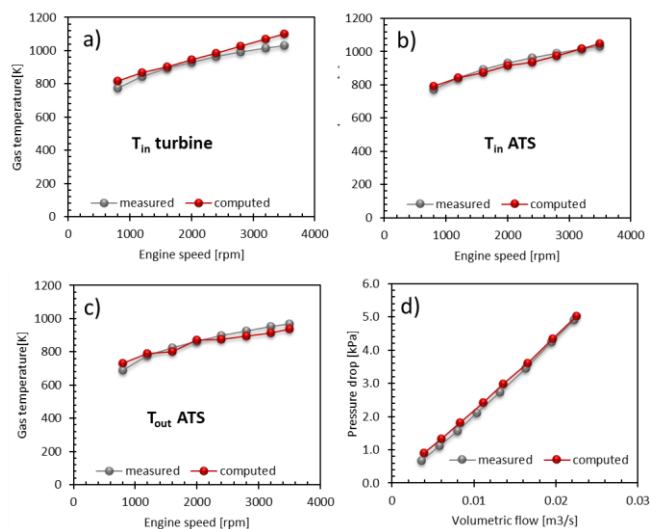 a)
Gas temperature[K]
1200
1000
800
600
400
200
0
T_in turbine
measured
computed
0 1000 2000 3000 4000
Engine speed [rpm]
b)
1200
1000
800
600
400
200
0
T_in ATS
measured
computed
0 1000 2000 3000 4000
Engine speed [rpm]
c)
Gas temperature[K]
1200
1000
800
600
400
200
0
T_out ATS
measured
computed
0 1000 2000 3000 4000
Engine speed [rpm]
d)
Pressure drop [kPa]
6.0
5.0
4.0
3.0
2.0
1.0
0.0
measured
computed
0 0.01 0.02 0.03
Volumetric flow [m3/s]